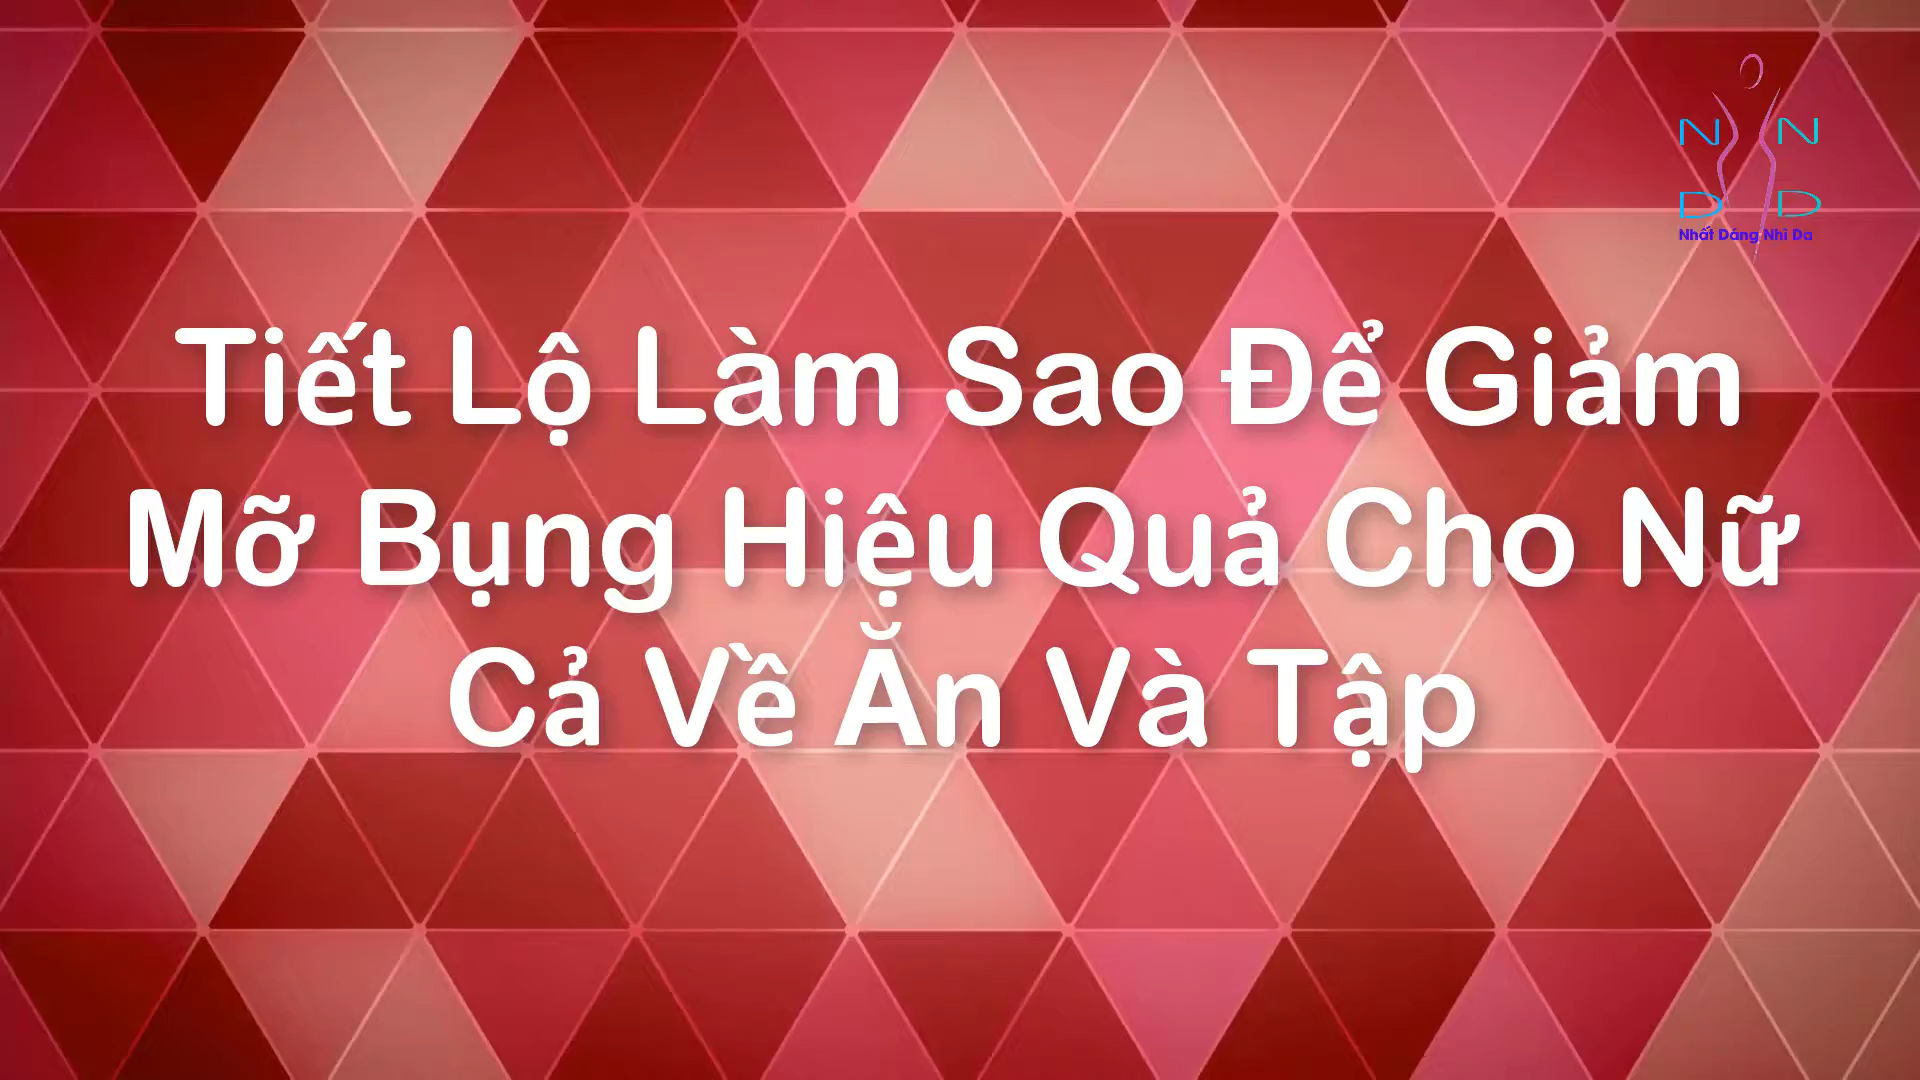 N N
D D
Nhất Dáng Nhì Da
Tiết Lộ Làm Sao Để Giảm
Mỡ Bụng Hiệu Quả Cho Nữ
Cả Về Ăn Và Tập